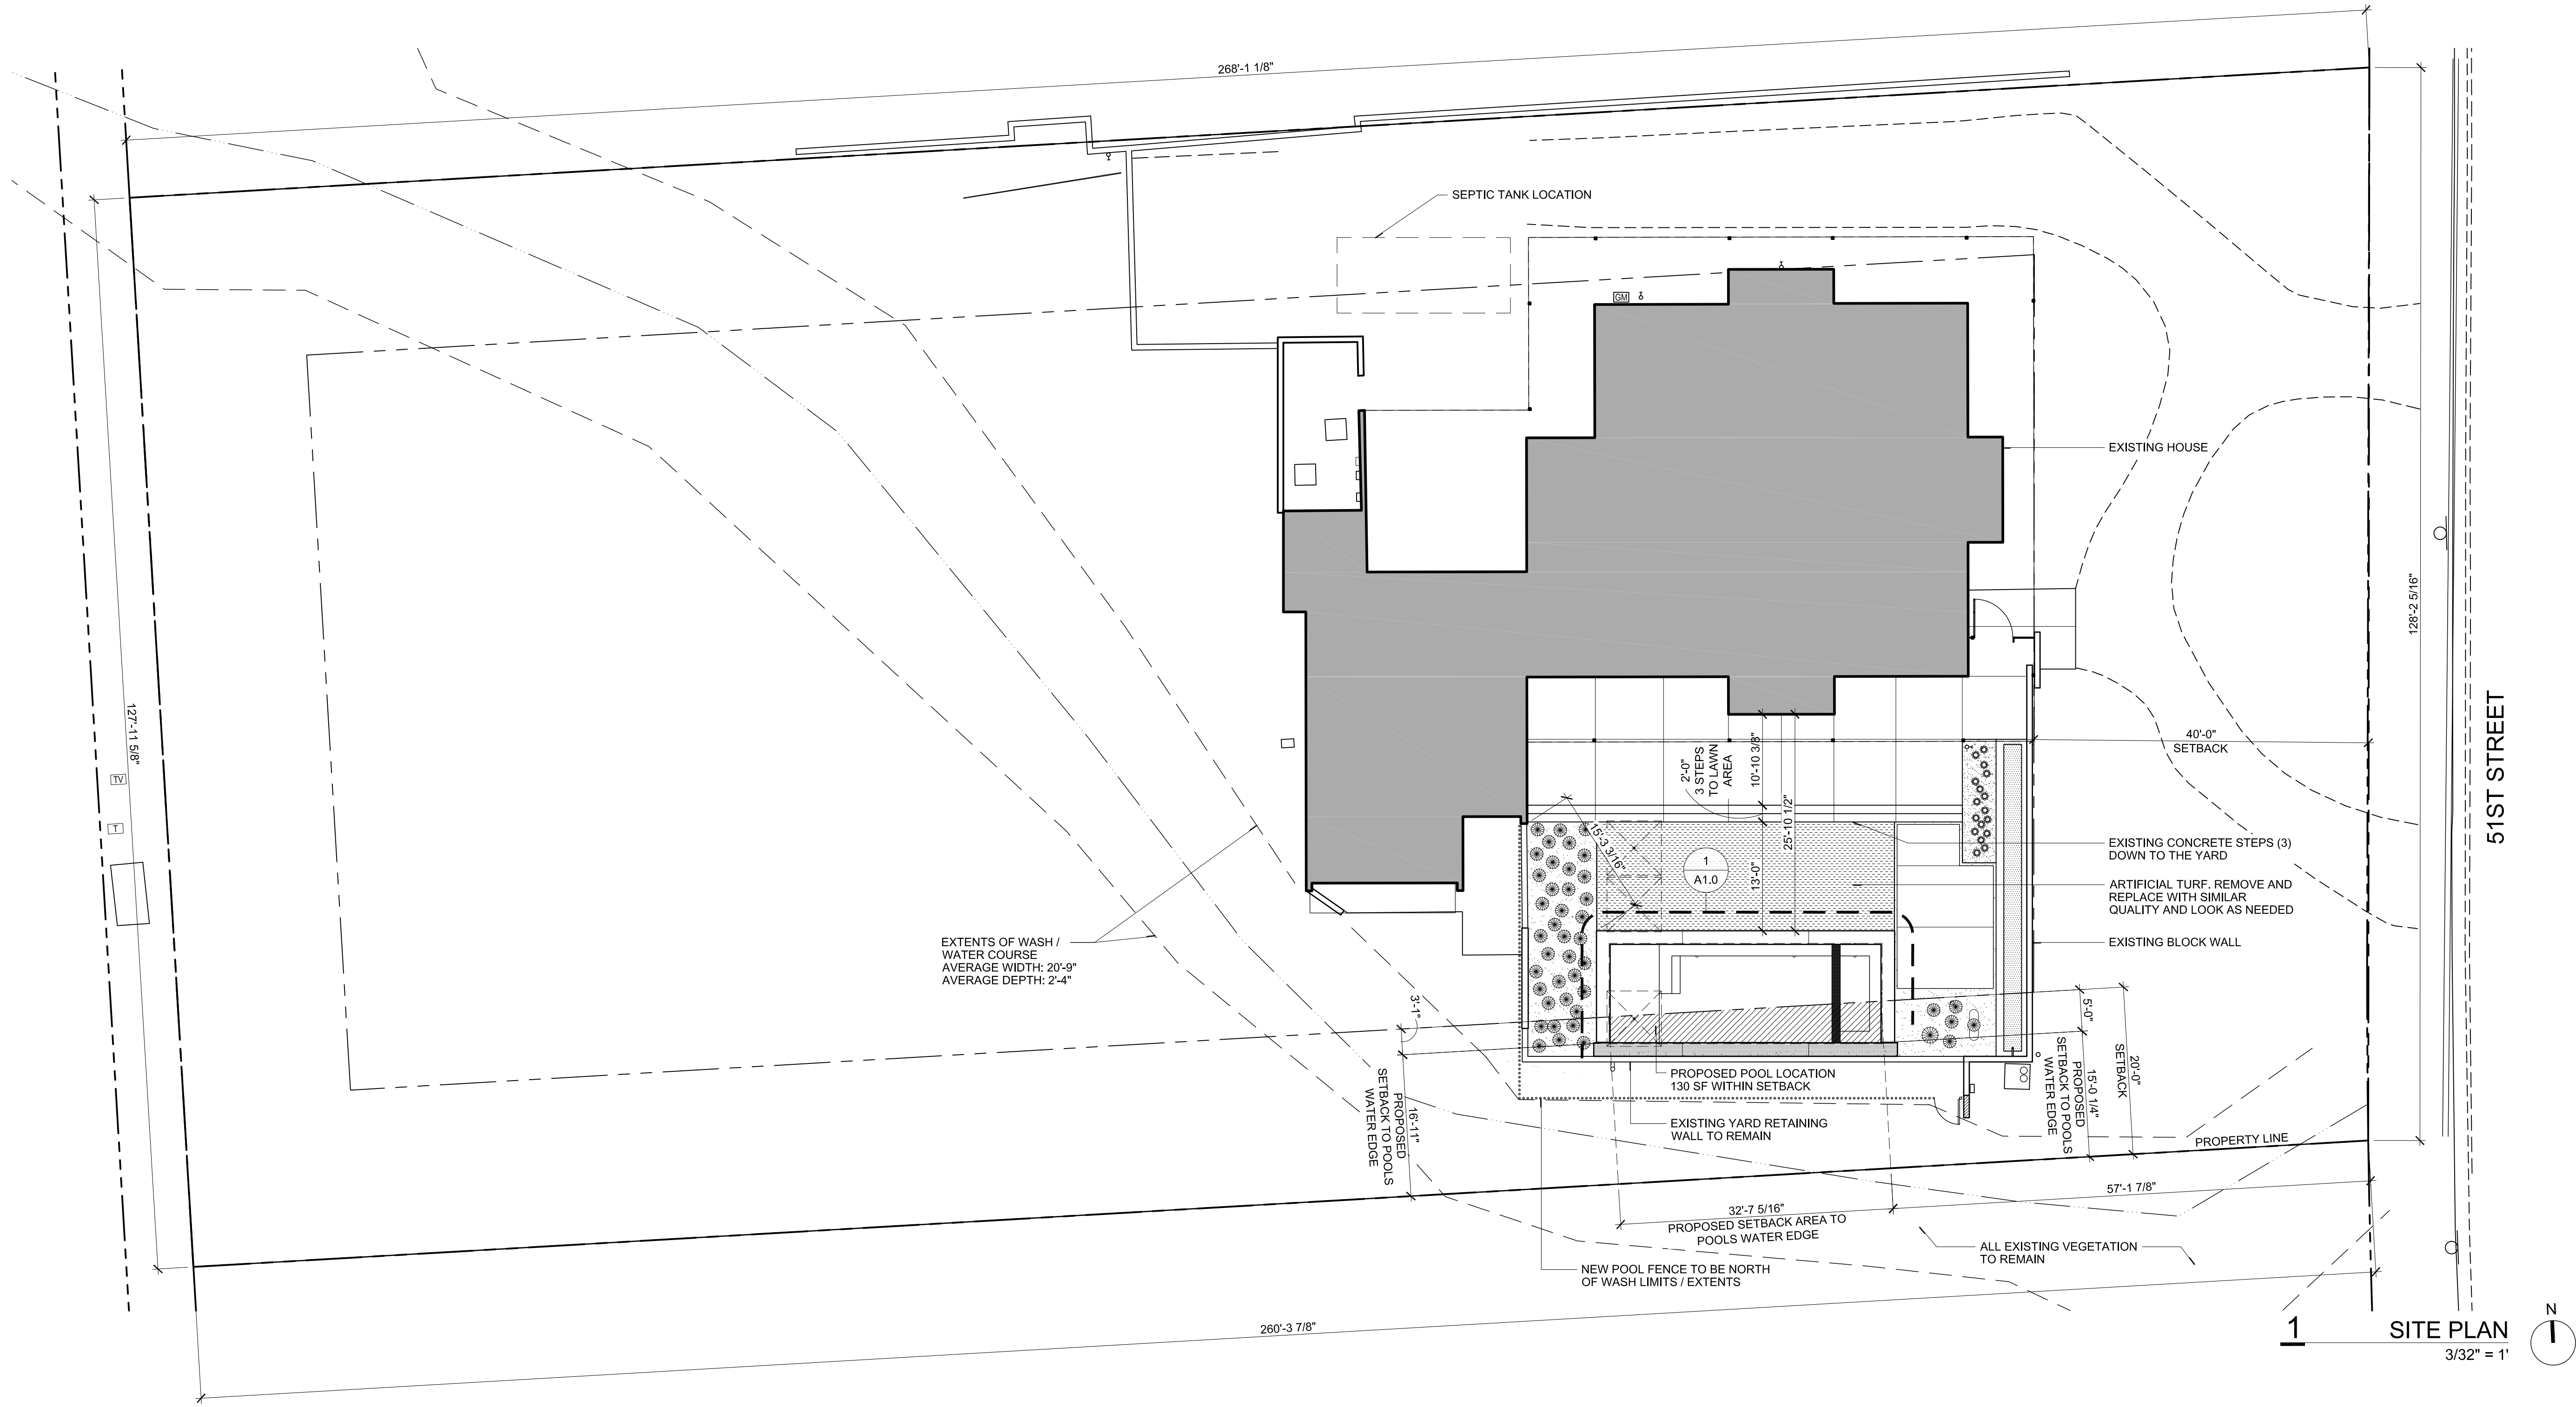 268'-1 1/8"
SEPTIC TANK LOCATION
GM
EXISTING HOUSE
128'-2 5/16"
51ST STREET
127'-11 5/8"
TV
T
40'-0"
SETBACK
2'-0"
3 STEPS
TO LAWN
AREA
10'-10 3/8"
25'-10 1/2"
15'-3 3/16"
13'-0"
1
A1.0
EXISTING CONCRETE STEPS (3)
DOWN TO THE YARD
ARTIFICIAL TURF. REMOVE AND
REPLACE WITH SIMILAR
QUALITY AND LOOK AS NEEDED
EXISTING BLOCK WALL
EXTENTS OF WASH /
WATER COURSE
AVERAGE WIDTH: 20'-9"
AVERAGE DEPTH: 2'-4"
3'-1"
16'-11"
PROPOSED
SETBACK TO POOLS
WATER EDGE
5'-0"
15'-0 1/4"
PROPOSED
SETBACK TO POOLS
WATER EDGE
20'-0"
SETBACK
PROPOSED POOL LOCATION
130 SF WITHIN SETBACK
EXISTING YARD RETAINING
WALL TO REMAIN
PROPERTY LINE
57'-1 7/8"
32'-7 5/16"
PROPOSED SETBACK AREA TO
POOLS WATER EDGE
ALL EXISTING VEGETATION
TO REMAIN
NEW POOL FENCE TO BE NORTH
OF WASH LIMITS / EXTENTS
260'-3 7/8"
1 SITE PLAN
3/32" = 1'
N